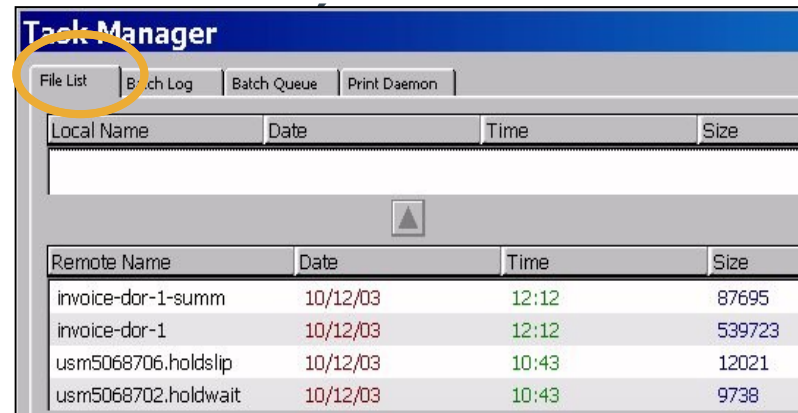 Task Manager
File List Batch Log Batch Queue Print Daemon
Local Name Date Time Size
Remote Name Date Time Size
invoice-dor-1-summ 10/12/03 12:12 87695
invoice-dor-1 10/12/03 12:12 539723
usm5068706.holdslip 10/12/03 10:43 12021
usm5068702.holdwait 10/12/03 10:43 9738